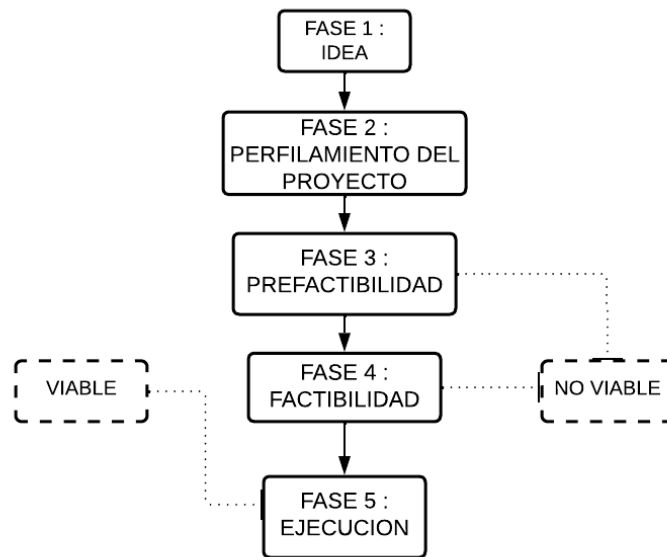 FASE 1 :
IDEA
FASE 2 :
PERFILAMIENTO DEL
PROYECTO
FASE 3 :
PREFACTIBILIDAD
VIABLE
FASE 4 :
FACTIBILIDAD
NO VIABLE
FASE 5 :
EJECUCION